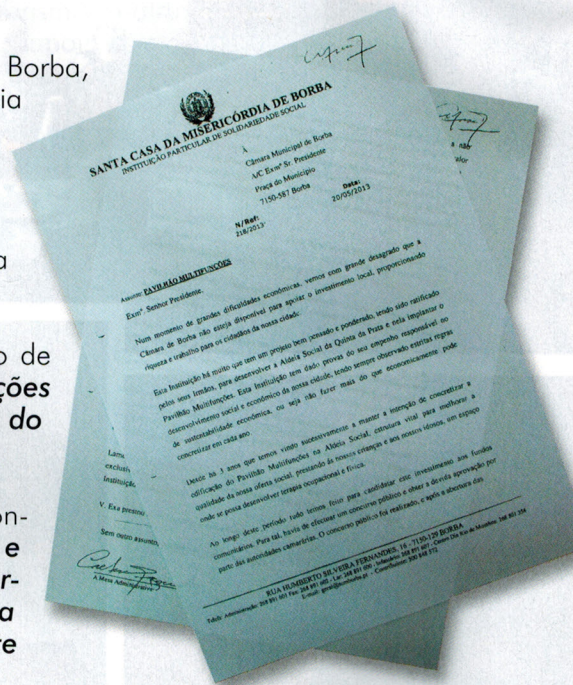 Borba,
ia
a
o de
ções
do
on-
e
r-
a
e
SANTA CASA DA MISERICÓRDIA DE BORBA
INSTITUIÇÃO PARTICULAR DE SOLIDARIEDADE SOCIAL
À
Câmara Municipal de Borba
A/C Exmº Sr. Presidente
Praça do Município
7150-587 Borba
N/Ref:
218/2013
Data:
20/05/2013
Assunto: PAVILHÃO MULTIFUNÇÕES
Exmº. Senhor Presidente.
Num momento de grandes dificuldades económicas, vemos com grande desagrado que a
Câmara de Borba não esteja disponível para apoiar o investimento local, proporcionando
riqueza e trabalho para os cidadãos da nossa cidade.
Esta Instituição há muito que tem um projeto bem pensado e ponderado, tendo sido ratificado
pelos seus Irmãos, para desenvolver a Aldeia Social da Quinta da Prata e nela implantar o
Pavilhão Multifunções. Esta Instituição tem dado provas do seu empenho responsável no
desenvolvimento social e económico da nossa cidade, tendo sempre observado estritas regras
de sustentabilidade económica, ou seja não fazer mais do que economicamente pode
concretizar em cada ano.
Desde há 3 anos que temos vindo sucessivamente a manter a intenção de concretizar a
edificação do Pavilhão Multifunções na Aldeia Social, estrutura vital para melhorar a
qualidade da nossa oferta social, prestando às nossas crianças e aos nossos idosos, um espaço
onde se possa desenvolver terapia ocupacional e física.
Ao longo deste período tudo temos feito para candidatar este investimento aos fundos
comunitários. Para tal, havia de efetuar um concurso público e obter a devida aprovação por
parte das autoridades camarárias. O concurso público foi realizado, e após a abertura das
RUA HUMBERTO SILVEIRA FERNANDES, 16 - 7150-129 BORBA
a não
alor
Lame
exclusiv
Instituiçã
V. Exa
Sem outro assunto,
A Mesa Administrativa